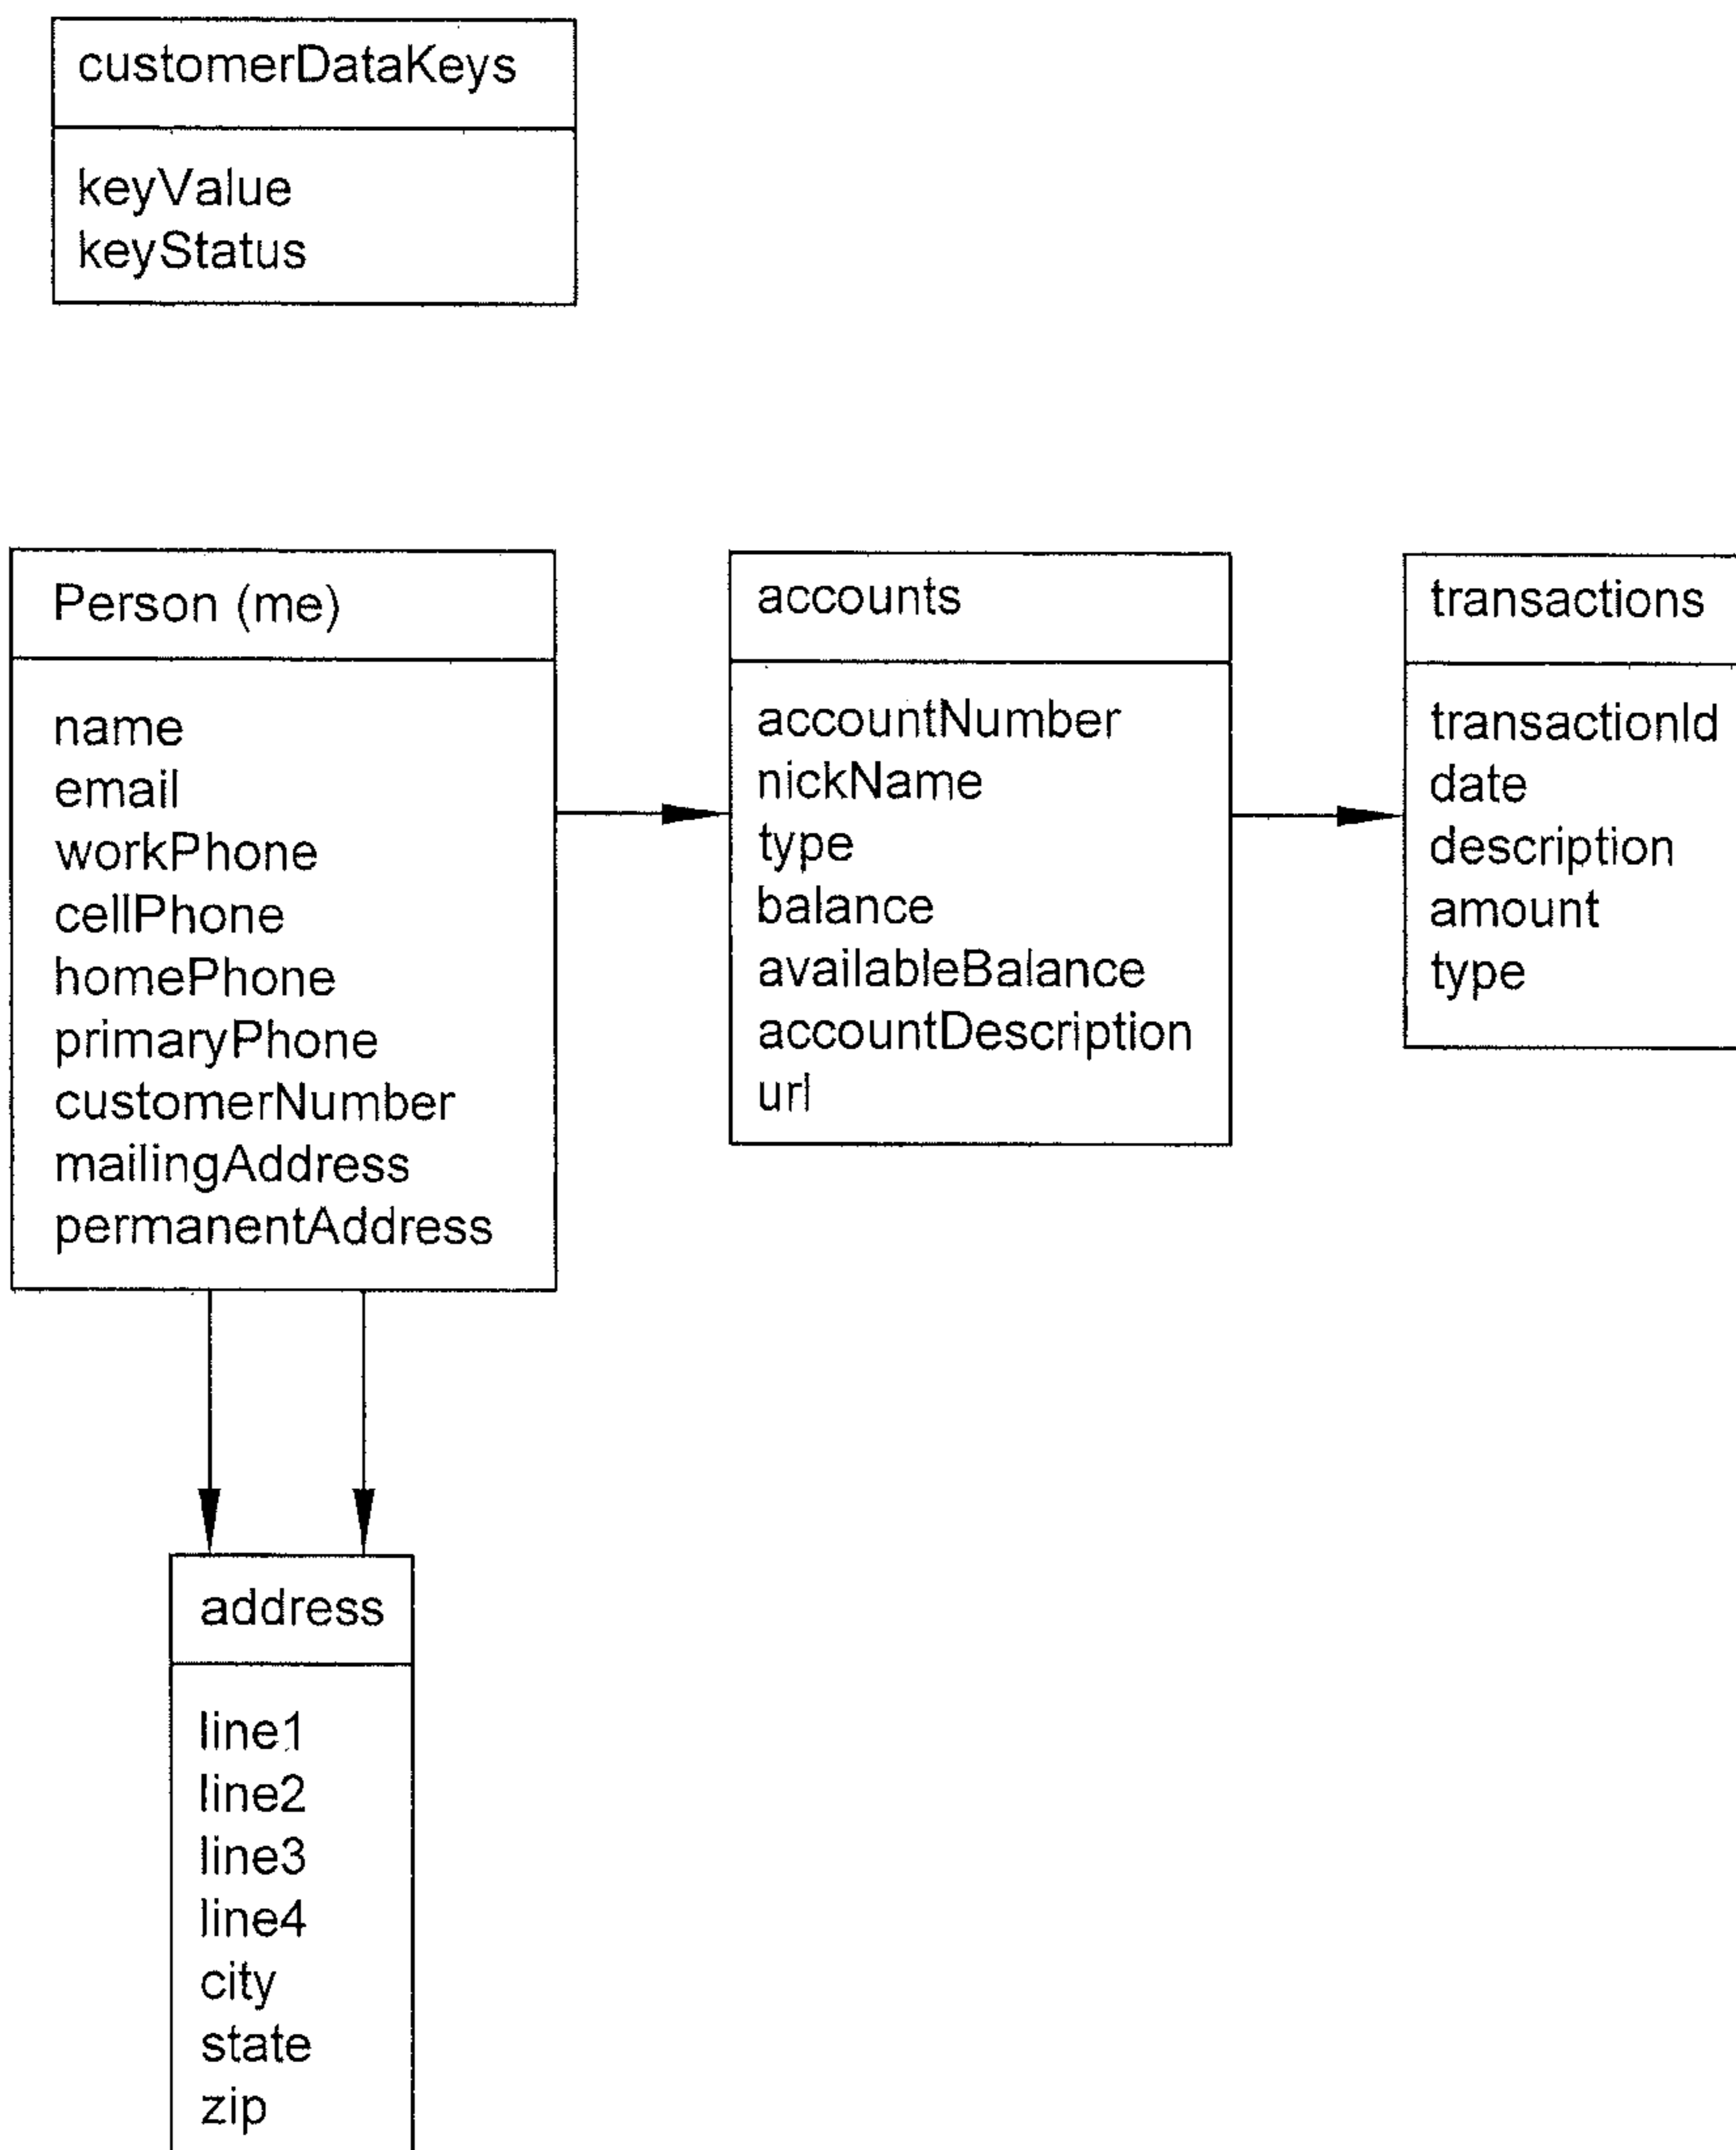 customerDataKeys
keyValue
keyStatus
Person (me)
name
email
workPhone
cellPhone
homePhone
primaryPhone
customerNumber
mailingAddress
permanentAddress
accounts
accountNumber
nickName
type
balance
availableBalance
accountDescription
url
transactions
transactionId
date
description
amount
type
address
line1
line2
line3
line4
city
state
zip